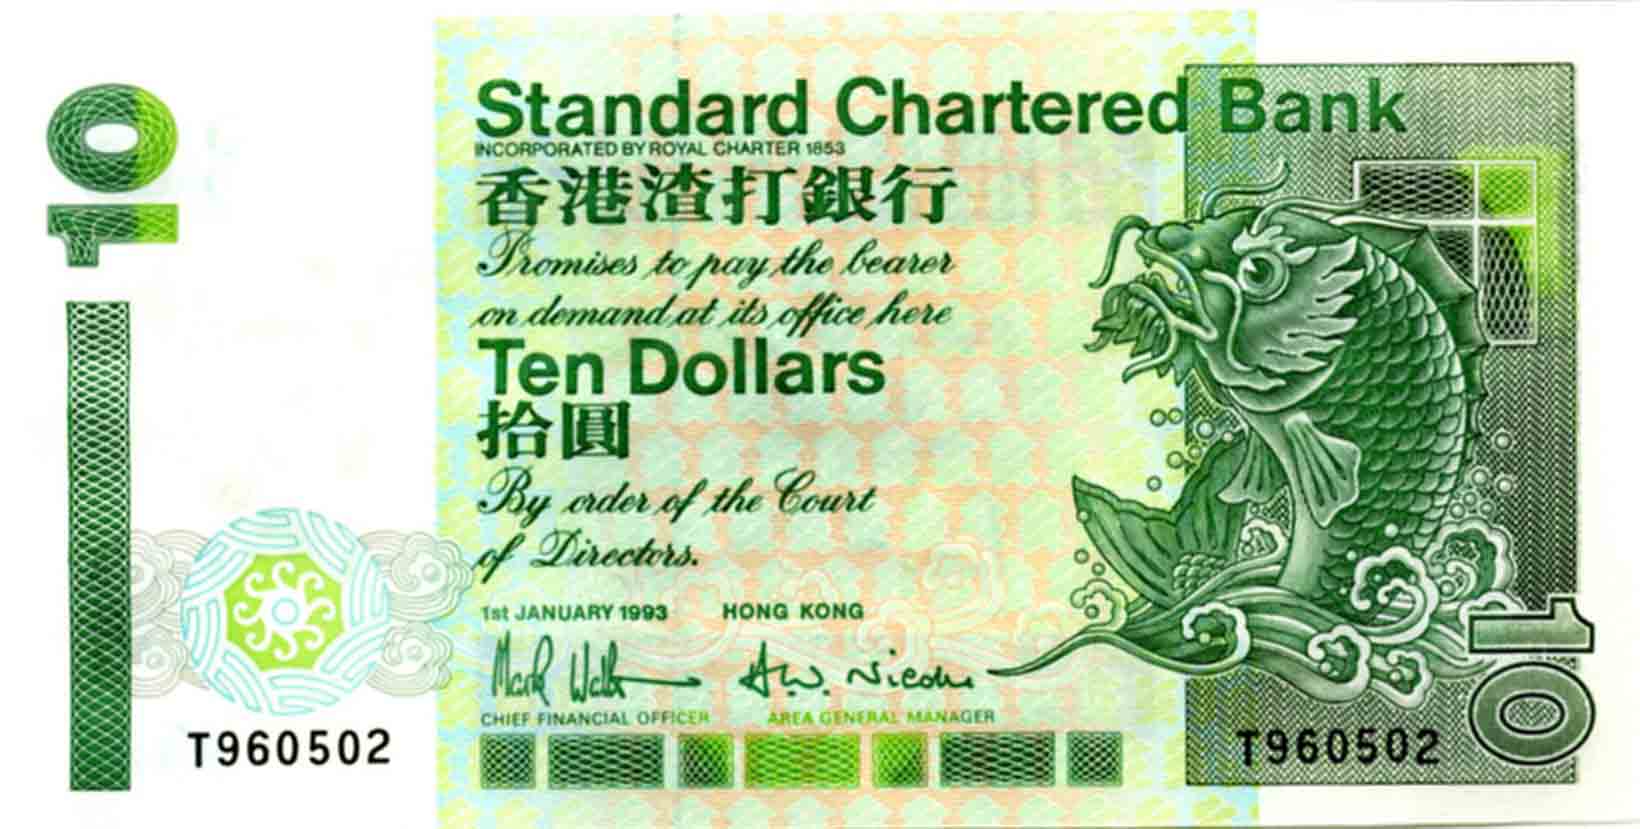 10
Standard Chartered Bank
INCORPORATED BY ROYAL CHARTER 1853
香港渣打銀行
Promises to pay the bearer
on demand at its office here
Ten Dollars
拾圓
By order of the Court
of Directors.
1st JANUARY 1993 HONG KONG
CHIEF FINANCIAL OFFICER AREA GENERAL MANAGER
T960502 T960502
10